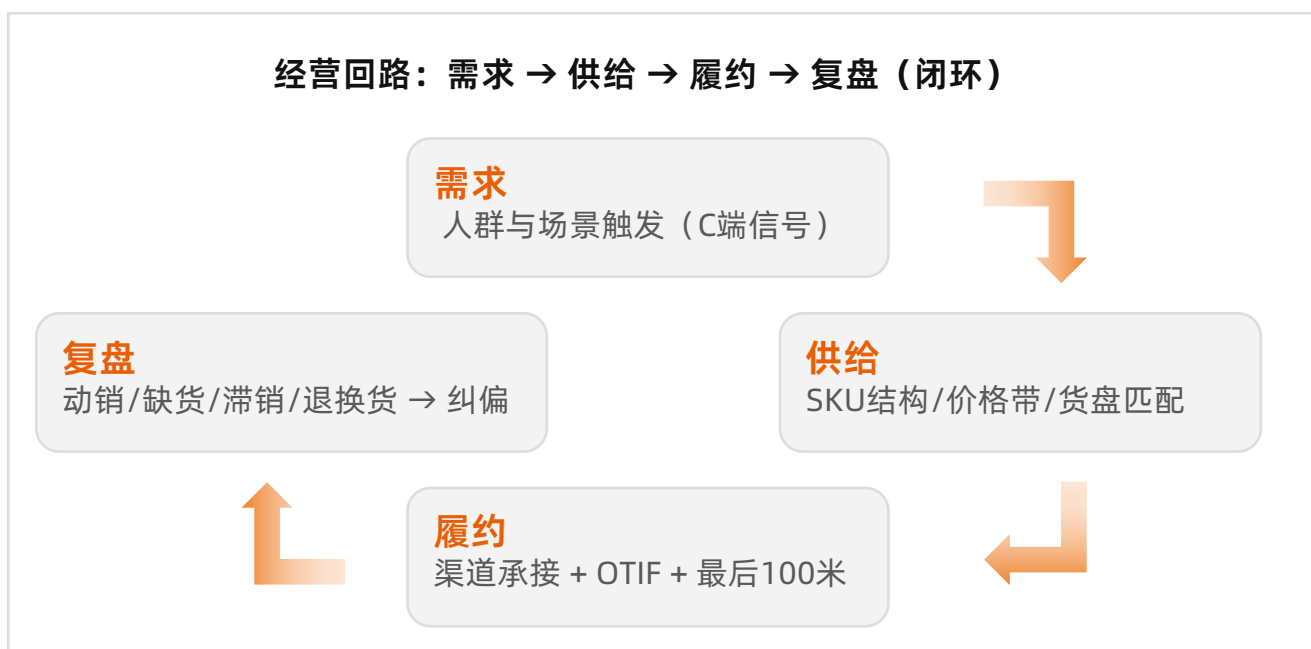 经营回路：需求 → 供给 → 履约 → 复盘（闭环）
需求
人群与场景触发（C端信号）
供给
SKU结构/价格带/货盘匹配
履约
渠道承接 + OTIF + 最后100米
复盘
动销/缺货/滞销/退换货 → 纠偏